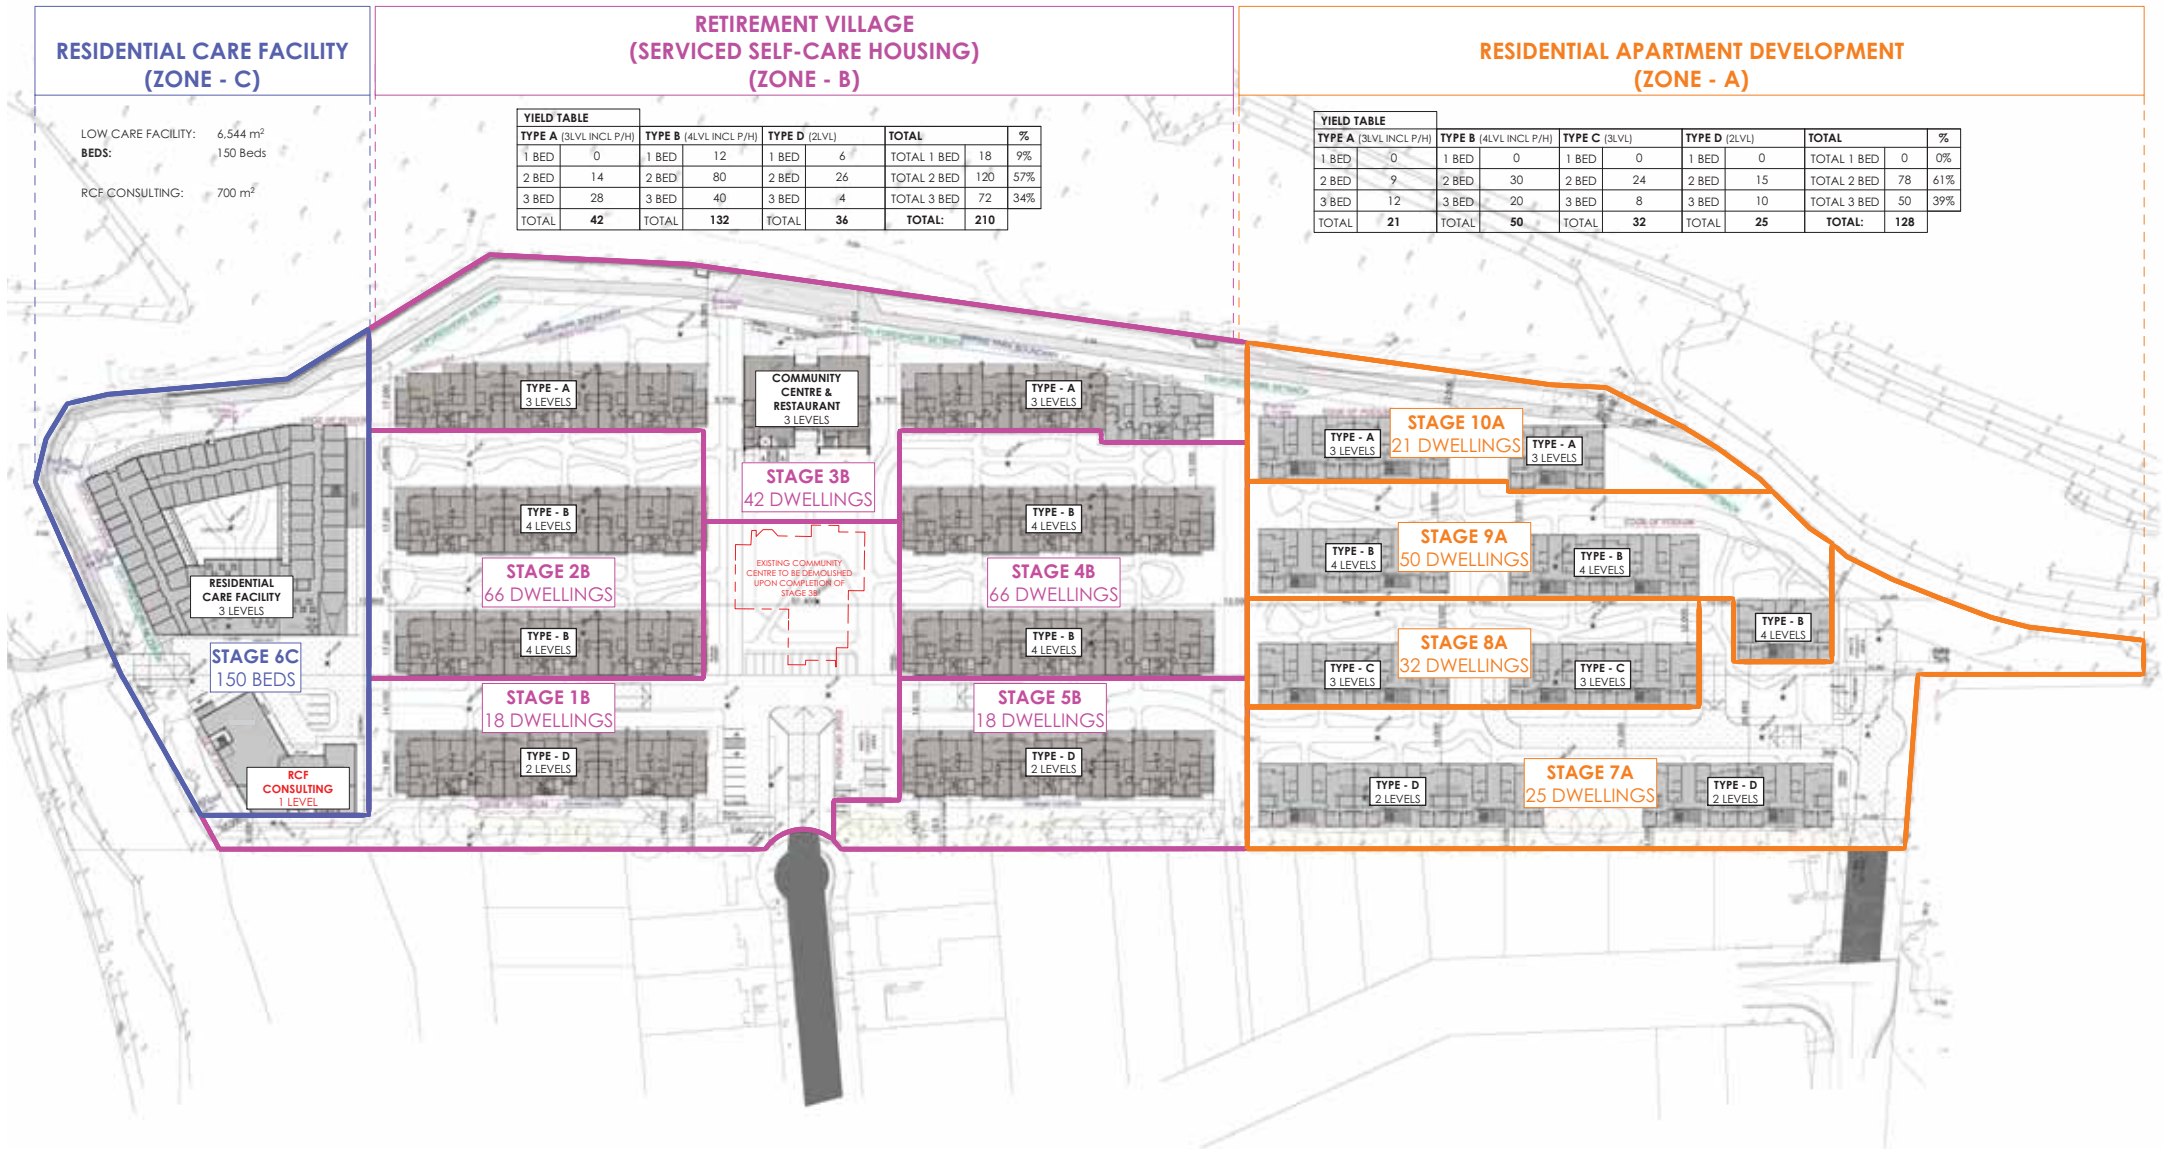 RESIDENTIAL CARE FACILITY
(ZONE - C)
RETIREMENT VILLAGE
(SERVICED SELF-CARE HOUSING)
(ZONE - B)
RESIDENTIAL APARTMENT DEVELOPMENT
(ZONE - A)
LOW CARE FACILITY: 6,544 m²
BEDS: 150 Beds
RCF CONSULTING: 700 m²
YIELD TABLE
TYPE A (3LVL INCL P/H) TYPE B (4LVL INCL P/H) TYPE D (2LVL) TOTAL %
1 BED 0 1 BED 12 1 BED 6 TOTAL 1 BED 18 9%
2 BED 14 2 BED 80 2 BED 26 TOTAL 2 BED 120 57%
3 BED 28 3 BED 40 3 BED 4 TOTAL 3 BED 72 34%
TOTAL 42 TOTAL 132 TOTAL 36 TOTAL: 210
YIELD TABLE
TYPE A (3LVL INCL P/H) TYPE B (4LVL INCL P/H) TYPE C (3LVL) TYPE D (2LVL) TOTAL %
1 BED 0 1 BED 0 1 BED 0 1 BED 0 TOTAL 1 BED 0 0%
2 BED 9 2 BED 30 2 BED 24 2 BED 15 TOTAL 2 BED 78 61%
3 BED 12 3 BED 20 3 BED 8 3 BED 10 TOTAL 3 BED 50 39%
TOTAL 21 TOTAL 50 TOTAL 32 TOTAL 25 TOTAL: 128
RESIDENTIAL
CARE FACILITY
3 LEVELS
STAGE 6C
150 BEDS
RCF
CONSULTING
1 LEVEL
TYPE - A
3 LEVELS
COMMUNITY
CENTRE &
RESTAURANT
3 LEVELS
TYPE - A
3 LEVELS
STAGE 3B
42 DWELLINGS
TYPE - B
4 LEVELS
TYPE - B
4 LEVELS
EXISTING COMMUNITY
CENTRE TO BE DEMOLISHED
UPON COMPLETION OF
STAGE 3B
STAGE 2B
66 DWELLINGS
STAGE 4B
66 DWELLINGS
TYPE - B
4 LEVELS
TYPE - B
4 LEVELS
STAGE 1B
18 DWELLINGS
STAGE 5B
18 DWELLINGS
TYPE - D
2 LEVELS
TYPE - D
2 LEVELS
STAGE 10A
21 DWELLINGS
TYPE - A
3 LEVELS
TYPE - A
3 LEVELS
STAGE 9A
50 DWELLINGS
TYPE - B
4 LEVELS
TYPE - B
4 LEVELS
TYPE - B
4 LEVELS
STAGE 8A
32 DWELLINGS
TYPE - C
3 LEVELS
TYPE - C
3 LEVELS
STAGE 7A
25 DWELLINGS
TYPE - D
2 LEVELS
TYPE - D
2 LEVELS